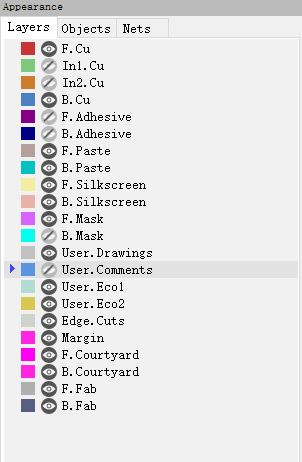 Appearance
Layers Objects Nets
F.Cu
In1.Cu
In2.Cu
B.Cu
F.Adhesive
B.Adhesive
F.Paste
B.Paste
F.Silkscreen
B.Silkscreen
F.Mask
B.Mask
User.Drawings
User.Comments
User.Eco1
User.Eco2
Edge.Cuts
Margin
F.Courtyard
B.Courtyard
F.Fab
B.Fab